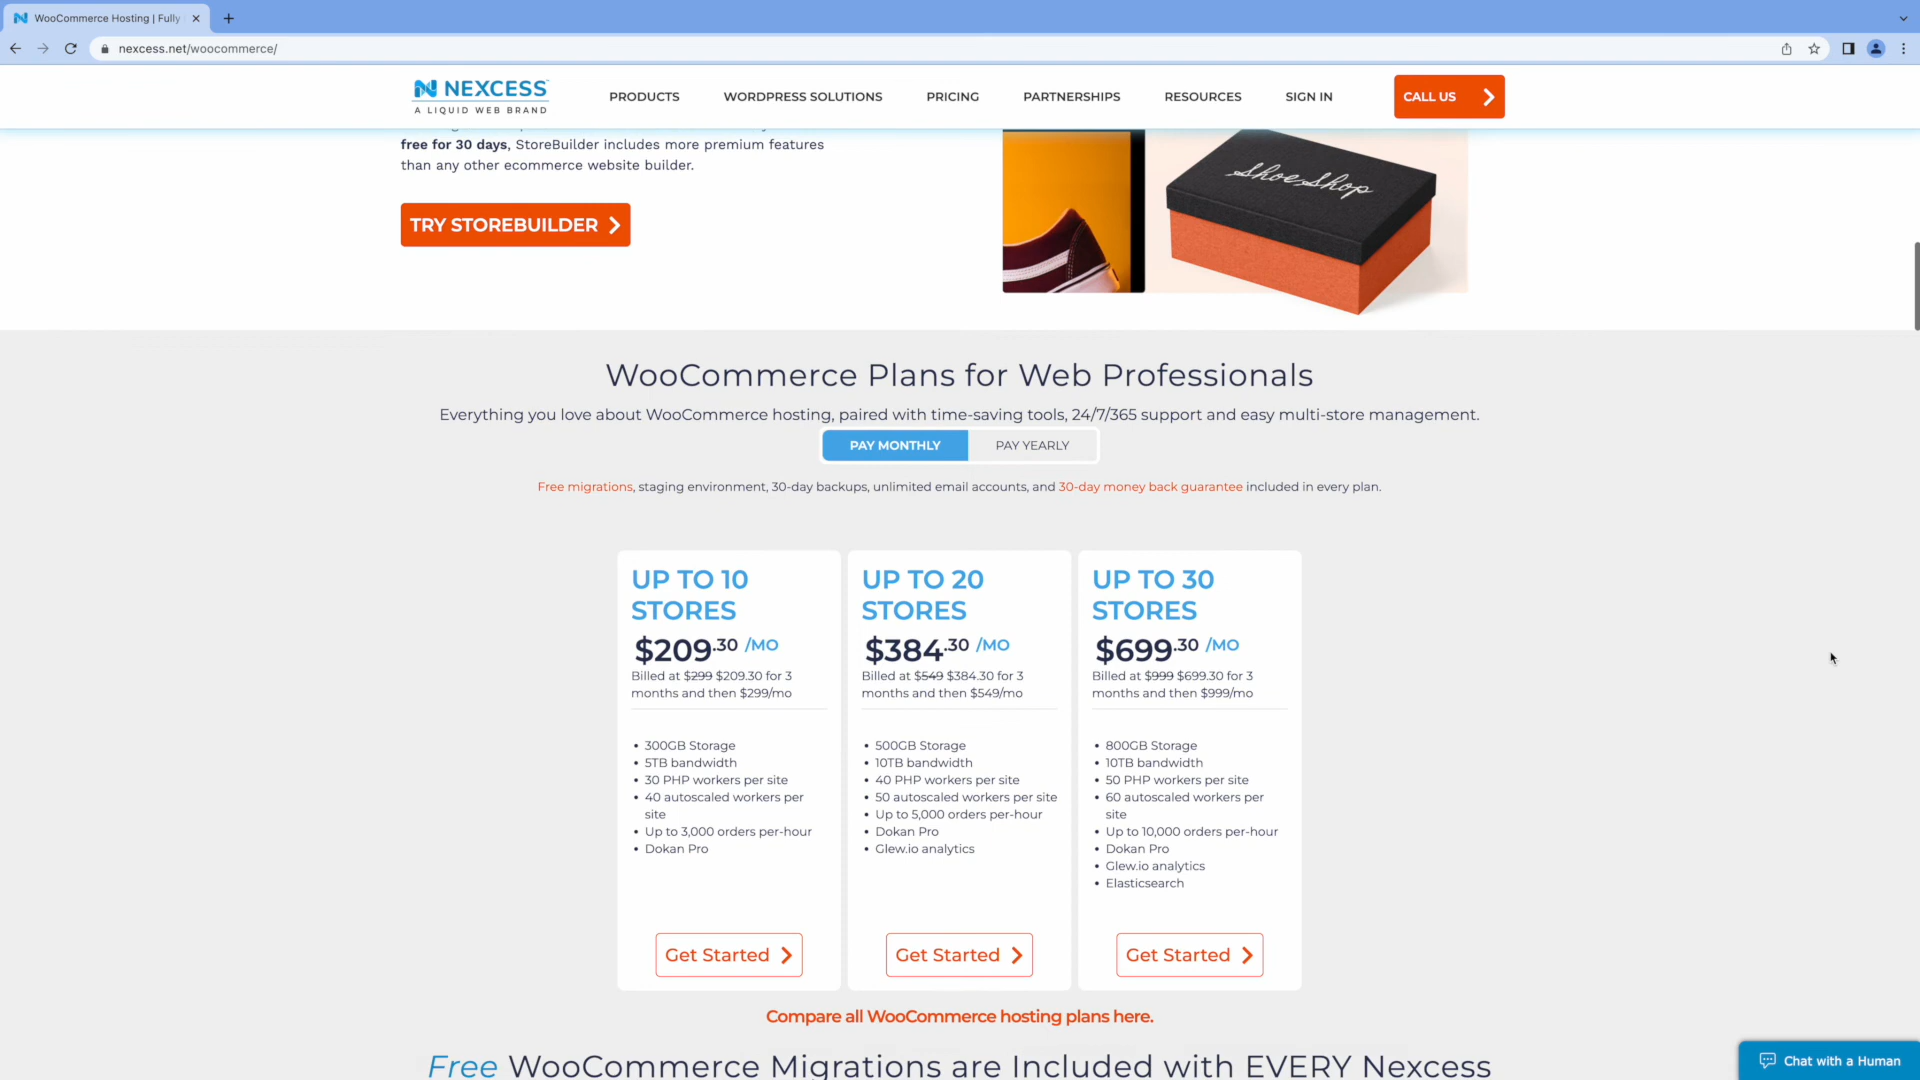 WooCommerce Hosting | Fully
nexcess.net/woocommerce/
NEXCESS
A LIQUID WEB BRAND
PRODUCTS
WORDPRESS SOLUTIONS
PRICING
PARTNERSHIPS
RESOURCES
SIGN IN
CALL US
free for 30 days, StoreBuilder includes more premium features
than any other ecommerce website builder.
TRY STOREBUILDER
Shoe Shop
WooCommerce Plans for Web Professionals
Everything you love about WooCommerce hosting, paired with time-saving tools, 24/7/365 support and easy multi-store management.
PAY MONTHLY
PAY YEARLY
Free migrations, staging environment, 30-day backups, unlimited email accounts, and 30-day money back guarantee included in every plan.
UP TO 10
STORES
$209.30 /MO
Billed at $299 $209.30 for 3
months and then $299/mo
• 300GB Storage
• 5TB bandwidth
• 30 PHP workers per site
• 40 autoscaled workers per
site
• Up to 3,000 orders per-hour
• Dokan Pro
Get Started
UP TO 20
STORES
$384.30 /MO
Billed at $549 $384.30 for 3
months and then $549/mo
• 500GB Storage
• 10TB bandwidth
• 40 PHP workers per site
• 50 autoscaled workers per site
• Up to 5,000 orders per-hour
• Dokan Pro
• Glew.io analytics
Get Started
UP TO 30
STORES
$699.30 /MO
Billed at $999 $699.30 for 3
months and then $999/mo
• 800GB Storage
• 10TB bandwidth
• 50 PHP workers per site
• 60 autoscaled workers per
site
• Up to 10,000 orders per-hour
• Dokan Pro
• Glew.io analytics
• Elasticsearch
Get Started
Compare all WooCommerce hosting plans here.
Free WooCommerce Migrations are Included with EVERY Nexcess
Chat with a Human